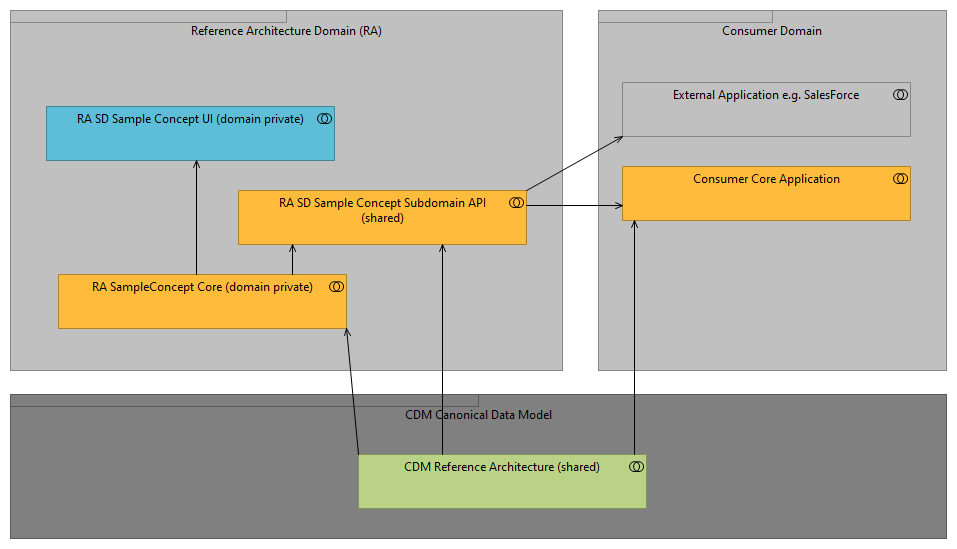 Reference Architecture Domain (RA)
Consumer Domain
External Application e.g. SalesForce
RA SD Sample Concept UI (domain private)
Consumer Core Application
RA SD Sample Concept Subdomain API
(shared)
RA SampleConcept Core (domain private)
CDM Canonical Data Model
CDM Reference Architecture (shared)